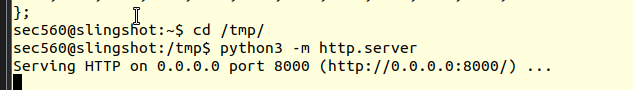 };
sec560@slingshot:~$ cd /tmp/
sec560@slingshot:/tmp$ python3 -m http.server
Serving HTTP on 0.0.0.0 port 8000 (http://0.0.0.0:8000/) ...